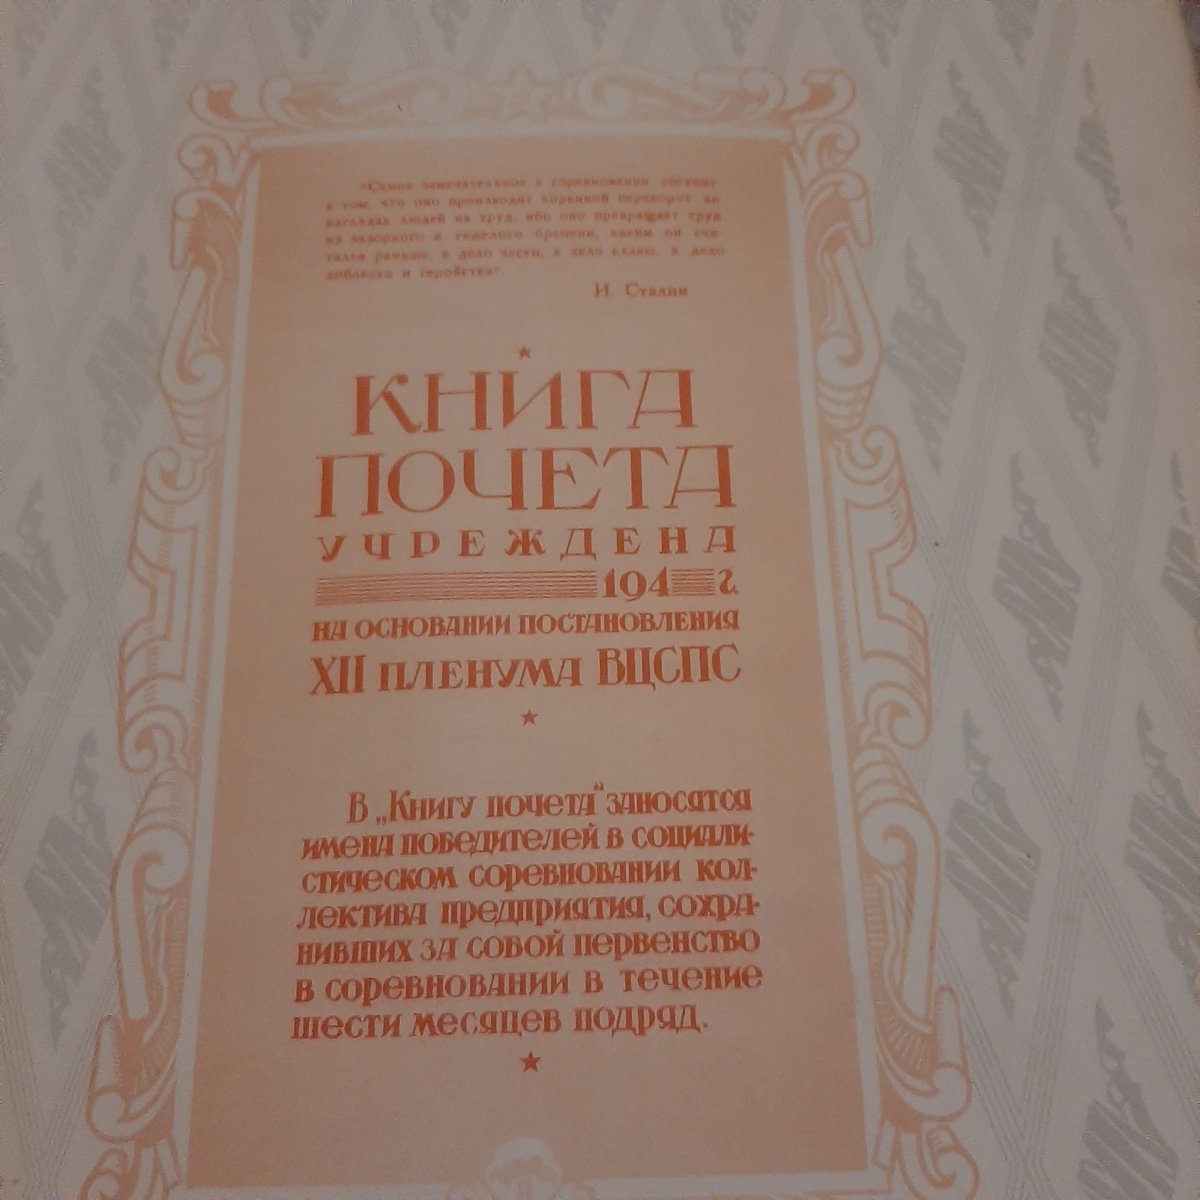 «Самое замечательное в соревновании состоит
в том, что оно производит коренной переворот во
взглядах людей на труд, ибо оно превращает труд
из зазорного и тяжелого бремени, каким он счи-
тался раньше, в дело чести, в дело славы, в дело
доблести и геройства».
И. Сталин
КНИГА
ПОЧЕТА
УЧРЕЖДЕНА
194 г.
НА ОСНОВАНИИ ПОСТАНОВЛЕНИЯ
XII ПЛЕНУМА ВЦСПС
В „Книгу почета" заносятся
имена победителей в социали-
стическом соревновании кол-
лектива предприятия, сохра-
нивших за собой первенство
в соревновании в течение
шести месяцев подряд.